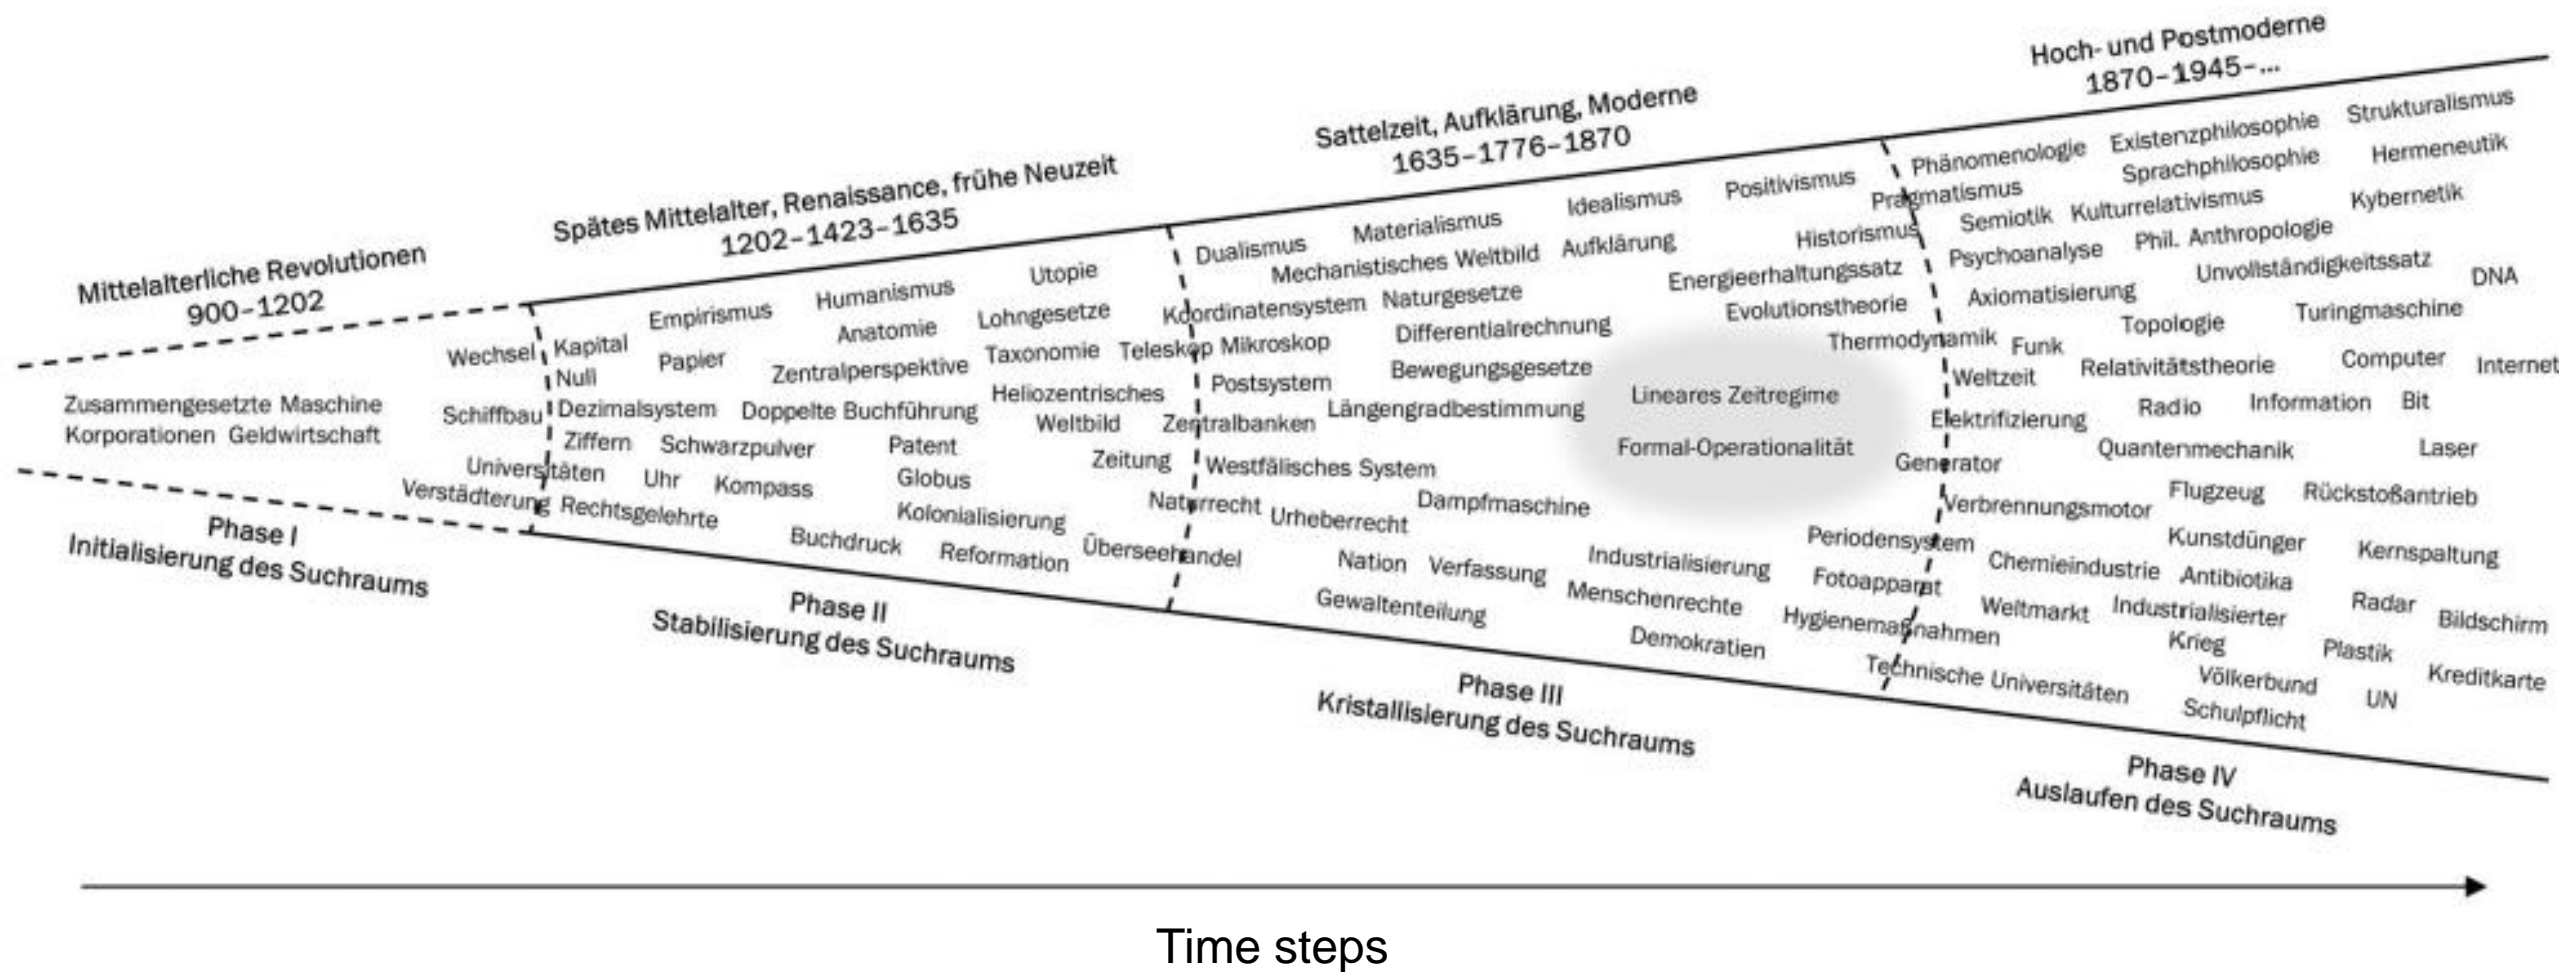 Mittelalterliche Revolutionen
900–1202
Zusammengesetzte Maschine
Korporationen Geldwirtschaft
Wechsel
Schiffbau
Universitäten
Verstädterung
Phase I
Initialisierung des Suchraums
Spätes Mittelalter, Renaissance, frühe Neuzeit
1202–1423–1635
Utopie
Empirismus Humanismus
Kapital Anatomie Lohngesetze
Null Papier Zentralperspektive Taxonomie Teleskop
Heliozentrisches
Weltbild
Dezimalsystem Doppelte Buchführung
Ziffern Schwarzpulver Patent Zeitung
Uhr Kompass Globus
Rechtsgelehrte Kolonialisierung
Buchdruck Reformation Überseehandel
Phase II
Stabilisierung des Suchraums
Sattelzeit, Aufklärung, Moderne
1635–1776–1870
Dualismus Materialismus Idealismus Positivismus
Mechanistisches Weltbild Aufklärung Historismus
Koordinatensystem Naturgesetze Energieerhaltungssatz
Differentialrechnung Evolutionstheorie
Mikroskop Thermodynamik
Postsystem Bewegungsgesetze
Lineares Zeitregime
Zentralbanken Längengradbestimmung
Formal-Operationalität
Westfälisches System Generator
Naturrecht Urheberrecht Dampfmaschine
Periodensystem
Nation Verfassung Industrialisierung Fotoapparat
Gewaltenteilung Menschenrechte Hygienemaßnahmen
Demokratien
Technische Universitäten
Phase III
Kristallisierung des Suchraums
Hoch- und Postmoderne
1870–1945–...
Phänomenologie Existenzphilosophie Strukturalismus
Pragmatismus Sprachphilosophie Hermeneutik
Semiotik Kulturrelativismus Kybernetik
Psychoanalyse Phil. Anthropologie
Axiomatisierung Unvollständigkeitssatz DNA
Topologie Turingmaschine
Funk Relativitätstheorie Computer Internet
Weltzeit
Elektrifizierung Radio Information Bit
Quantenmechanik Laser
Verbrennungsmotor Flugzeug Rückstoßantrieb
Kunstdünger Kernspaltung
Chemieindustrie Antibiotika
Weltmarkt Industrialisierter
Krieg
Radar Bildschirm
Plastik
Völkerbund UN Kreditkarte
Schulpflicht
Phase IV
Auslaufen des Suchraums
Time steps